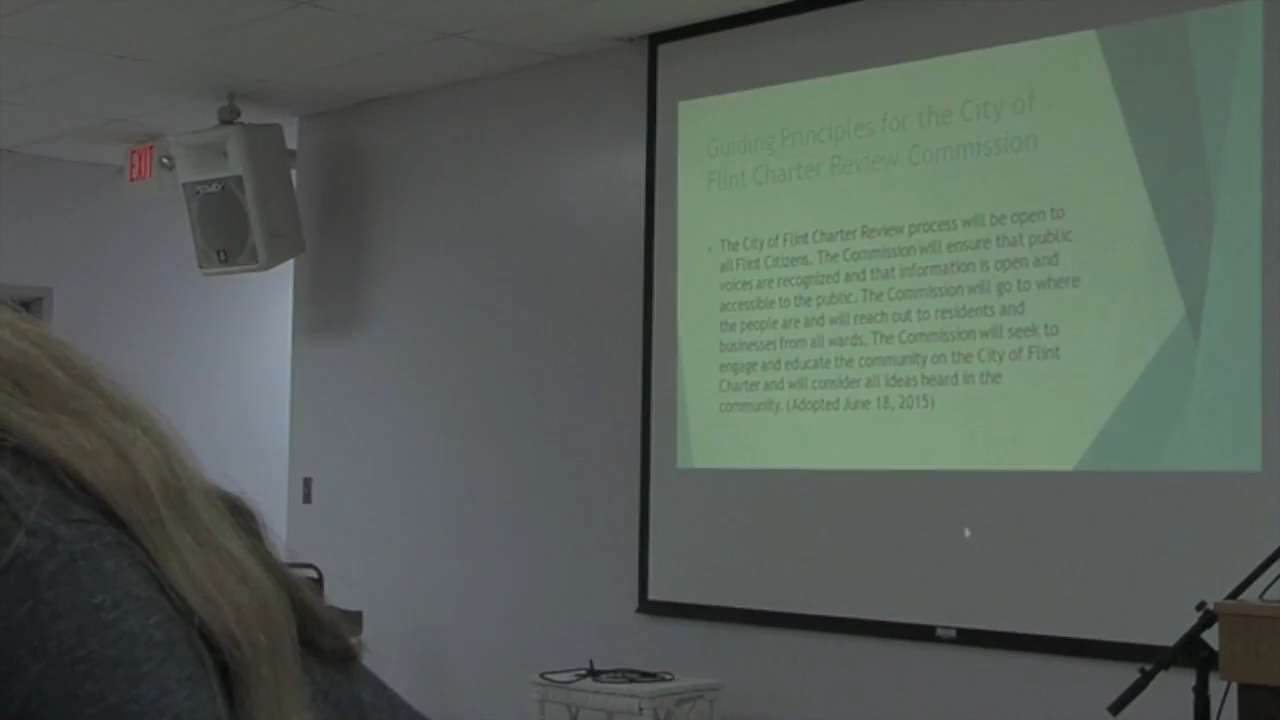 EXIT
PEAVEY
Guiding Principles for the City of
Flint Charter Review Commission
The City of Flint Charter Review process will be open to
all Flint Citizens. The Commission will ensure that public
voices are recognized and that information is open and
accessible to the public. The Commission will go to where
the people are and will reach out to residents and
businesses from all wards. The Commission will seek to
engage and educate the community on the City of Flint
Charter and will consider all ideas heard in the
community. (Adopted June 18, 2015)